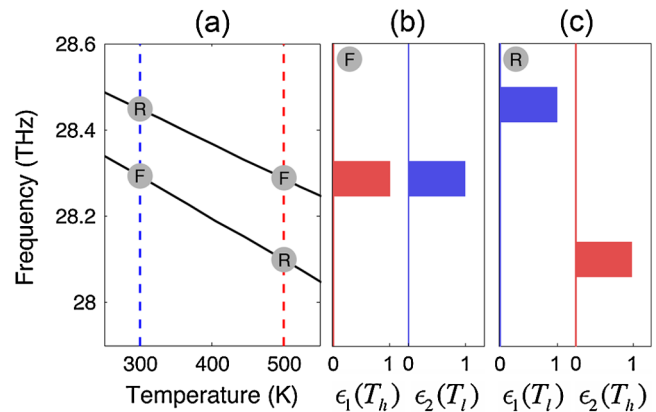 (a) (b) (c)
Frequency (THz)
28.6
28.4
28.2
28
R
F
F
R
F
R
300 400 500
Temperature (K)
0 1 0 1
ϵ₁(Tₕ) ϵ₂(Tₗ)
0 1 0 1
ϵ₁(Tₗ) ϵ₂(Tₕ)